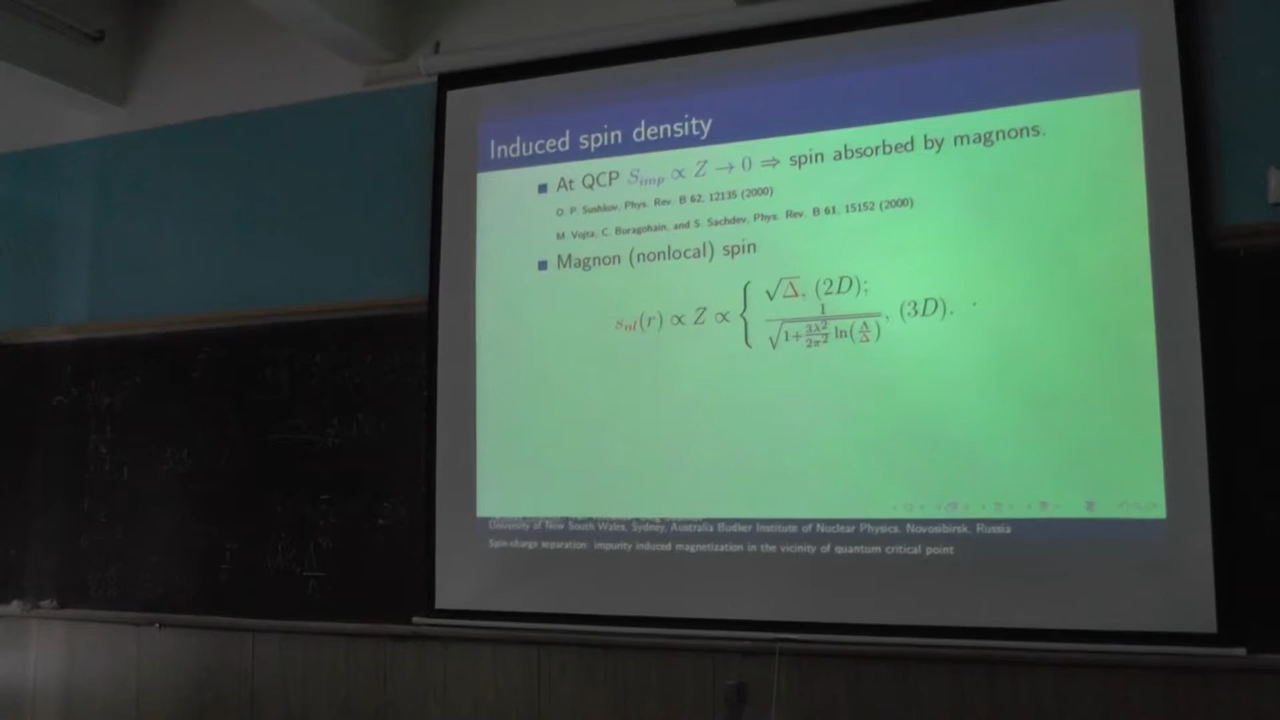 Induced spin density
At QCP S_imp ∝ Z → 0 ⇒ spin absorbed by magnons.
O. P. Sushkov, Phys. Rev. B 62, 12135 (2000)
M. Vojta, C. Buragohain, and S. Sachdev, Phys. Rev. B 61, 15152 (2000)
Magnon (nonlocal) spin
s_nl(r) ∝ Z ∝ { √Δ, (2D); 1/√(1+(3λ²/2π²) ln(Λ/Δ)), (3D).
University of New South Wales, Sydney, Australia Budker Institute of Nuclear Physics, Novosibirsk, Russia
Spin-charge separation: impurity induced magnetization in the vicinity of quantum critical point